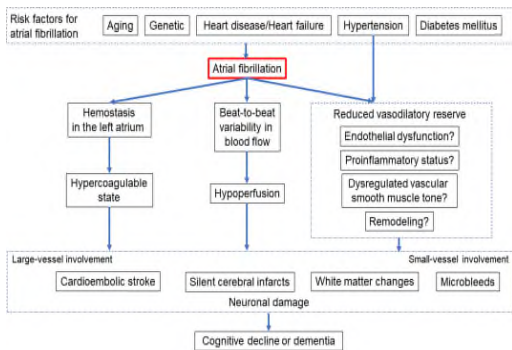 Risk factors for
atrial fibrillation
Aging
Genetic
Heart disease/Heart failure
Hypertension
Diabetes mellitus
Atrial fibrillation
Hemostasis
in the left atrium
Beat-to-beat
variability in
blood flow
Reduced vasodilatory reserve
Endothelial dysfunction?
Proinflammatory status?
Dysregulated vascular
smooth muscle tone?
Remodeling?
Hypercoagulable
state
Hypoperfusion
Large-vessel involvement
Small-vessel involvement
Cardioembolic stroke
Silent cerebral infarcts
White matter changes
Microbleeds
Neuronal damage
Cognitive decline or dementia